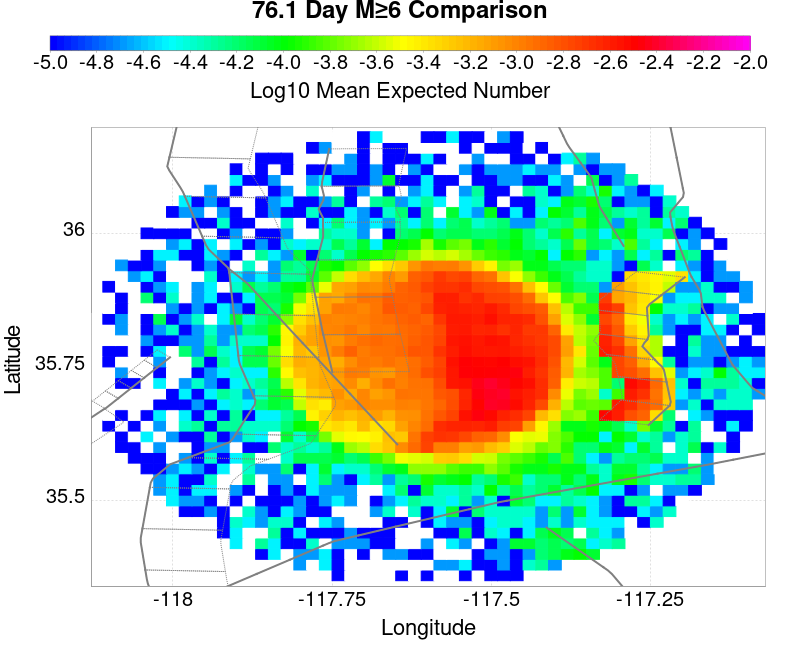 76.1 Day M≥6 Comparison
-5.0 -4.8 -4.6 -4.4 -4.2 -4.0 -3.8 -3.6 -3.4 -3.2 -3.0 -2.8 -2.6 -2.4 -2.2 -2.0
Log10 Mean Expected Number
36
35.75
35.5
Latitude
-118 -117.75 -117.5 -117.25
Longitude